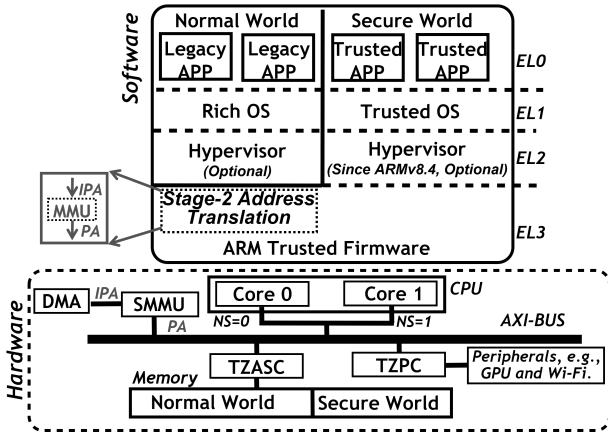 Software
Normal World
Secure World
Legacy
APP
Legacy
APP
Trusted
APP
Trusted
APP
EL0
Rich OS
Trusted OS
EL1
Hypervisor
(Optional)
Hypervisor
(Since ARMv8.4, Optional)
EL2
IPA
MMU
PA
Stage-2 Address
Translation
EL3
ARM Trusted Firmware
Hardware
DMA
IPA
SMMU
PA
Core 0
Core 1
CPU
NS=0
NS=1
AXI-BUS
TZASC
TZPC
Peripherals, e.g.,
GPU and Wi-Fi.
Memory
Normal World
Secure World